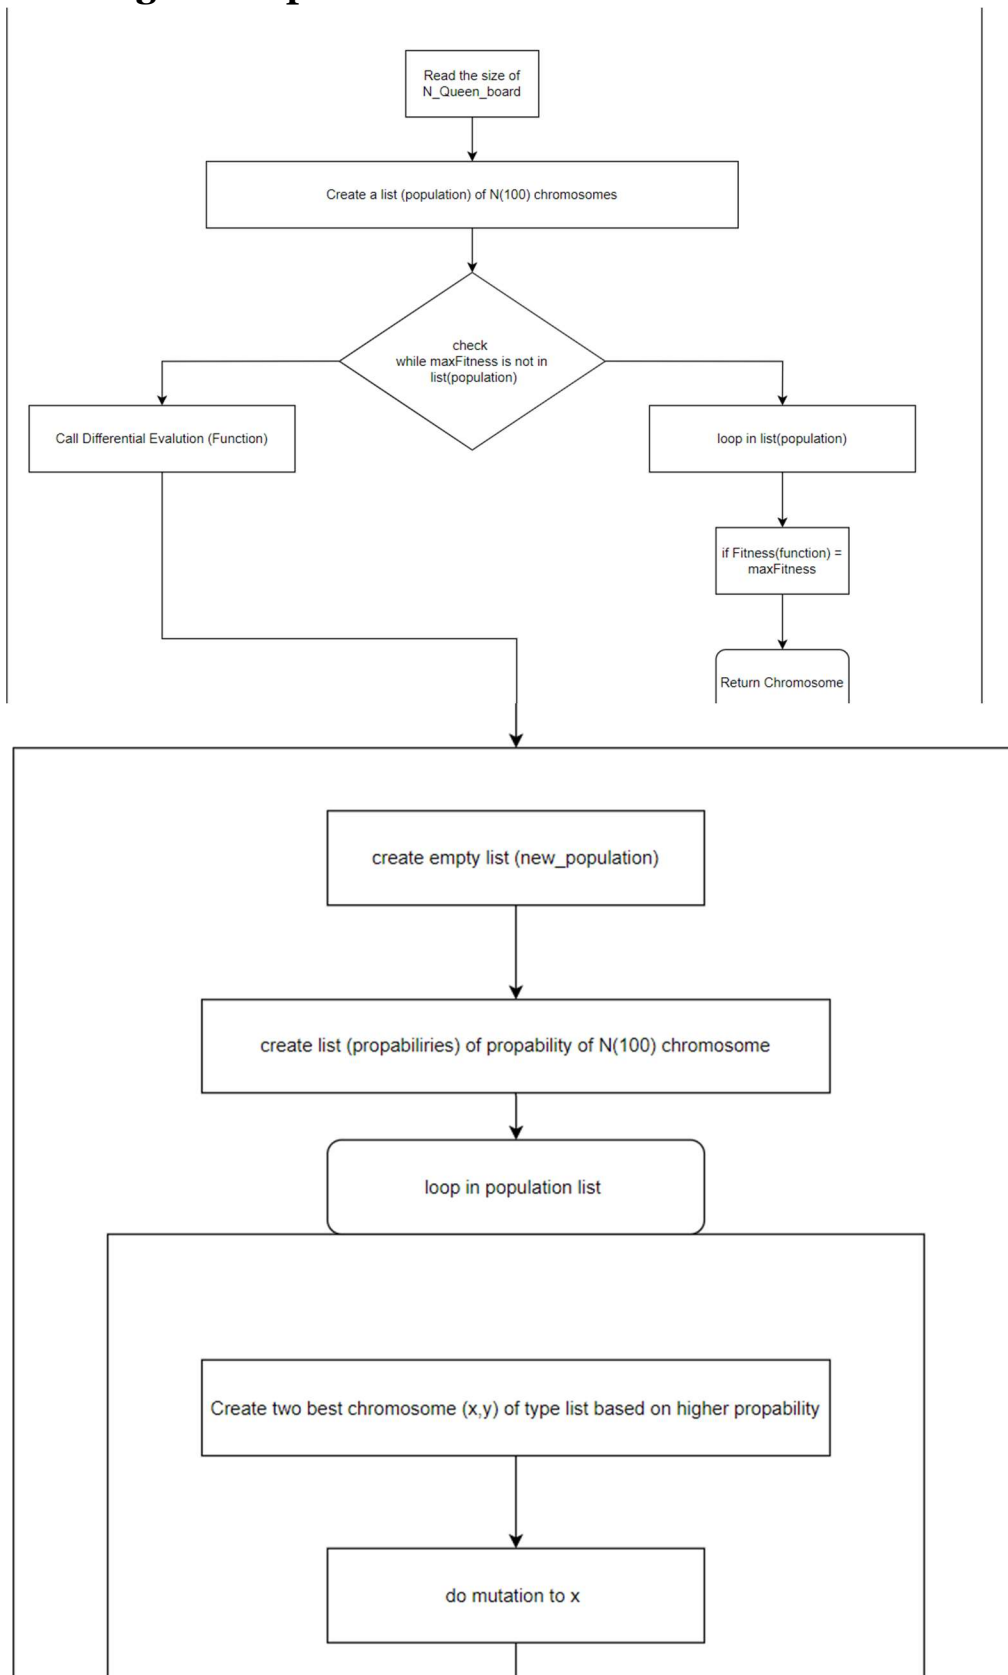 Read the size of
N_Queen_board
Create a list (population) of N(100) chromosomes
check
while maxFitness is not in
list(population)
Call Differential Evalution (Function)
loop in list(population)
if Fitness(function) =
maxFitness
Return Chromosome
create empty list (new_population)
create list (propabiliries) of propability of N(100) chromosome
loop in population list
Create two best chromosome (x,y) of type list based on higher propability
do mutation to x